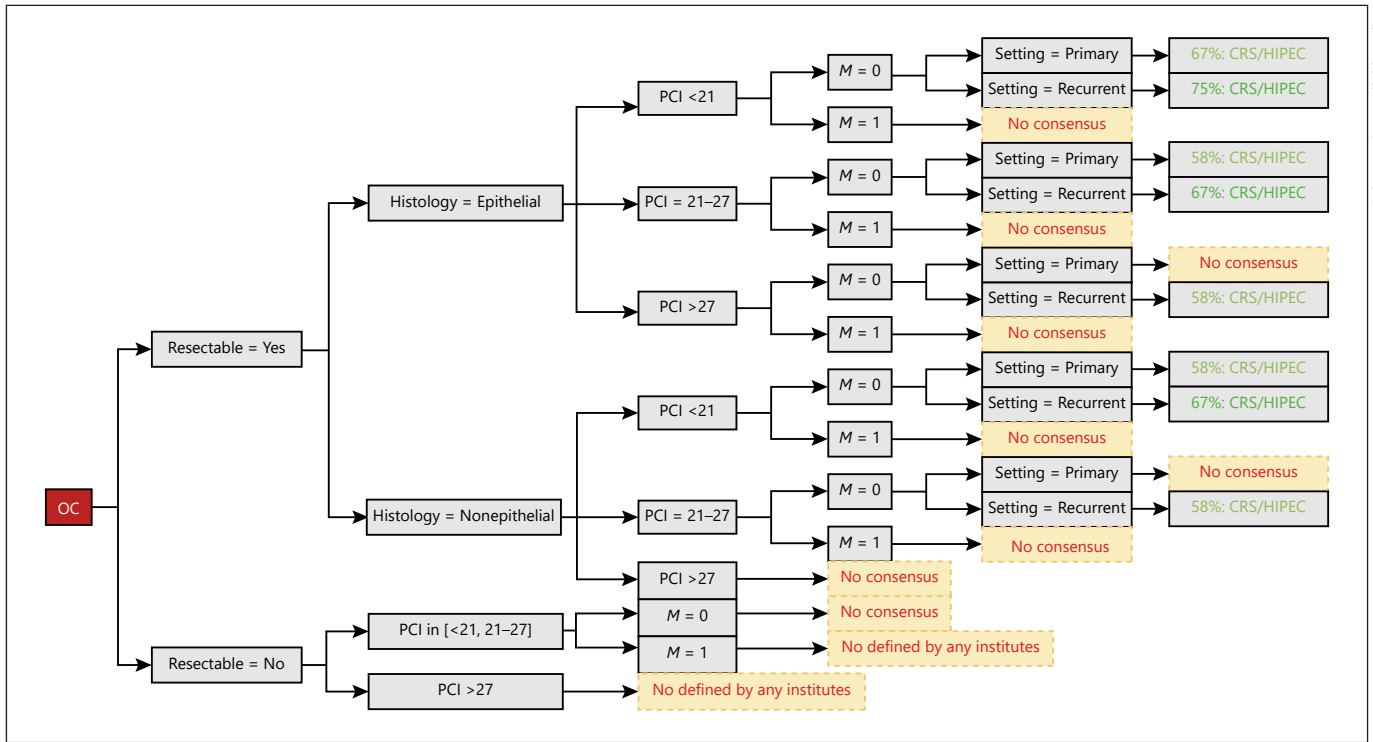 Setting = Primary
67%: CRS/HIPEC
M = 0
Setting = Recurrent
75%: CRS/HIPEC
PCI <21
M = 1
No consensus
Setting = Primary
58%: CRS/HIPEC
M = 0
Setting = Recurrent
67%: CRS/HIPEC
Histology = Epithelial
PCI = 21–27
M = 1
No consensus
Setting = Primary
No consensus
M = 0
Setting = Recurrent
58%: CRS/HIPEC
PCI >27
M = 1
No consensus
Resectable = Yes
Setting = Primary
58%: CRS/HIPEC
M = 0
Setting = Recurrent
67%: CRS/HIPEC
PCI <21
M = 1
No consensus
Setting = Primary
No consensus
M = 0
OC
Histology = Nonepithelial
PCI = 21–27
Setting = Recurrent
58%: CRS/HIPEC
M = 1
No consensus
PCI >27
No consensus
M = 0
No consensus
PCI in [<21, 21–27]
M = 1
No defined by any institutes
Resectable = No
PCI >27
No defined by any institutes